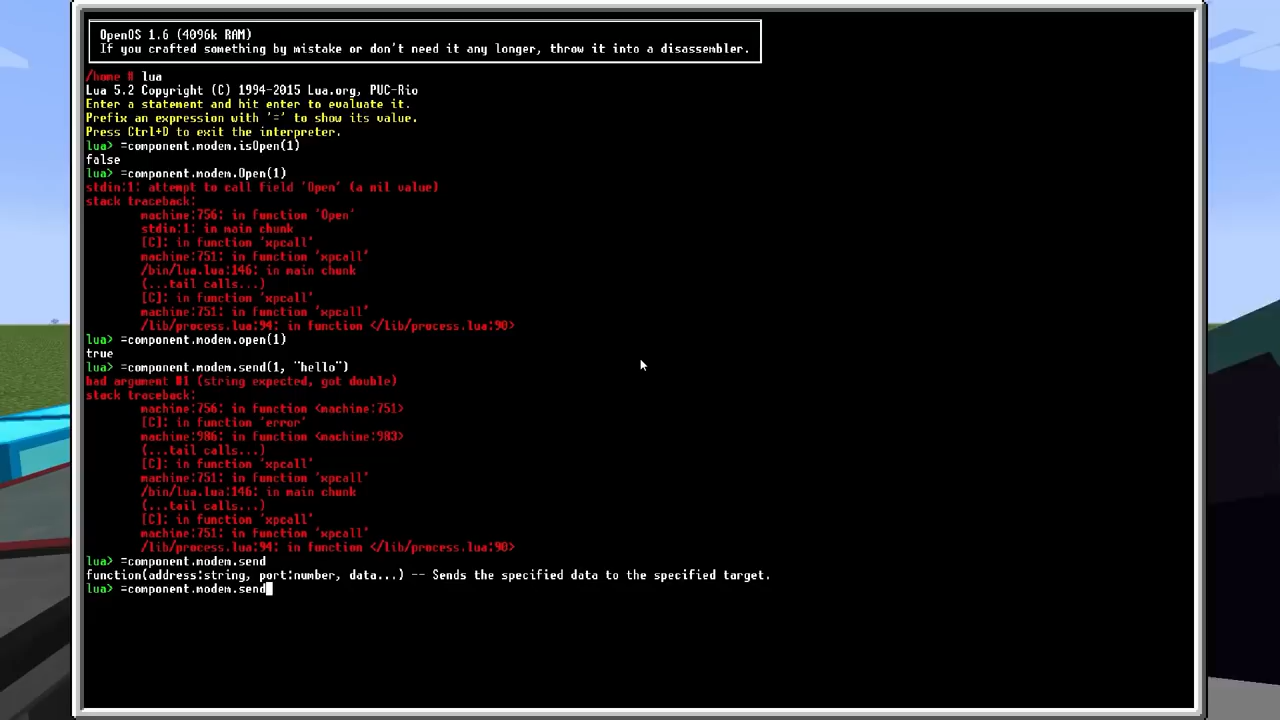 OpenOS 1.6 (4096k RAM)
If you crafted something by mistake or don't need it any longer, throw it into a disassembler.
/home # lua
Lua 5.2 Copyright (C) 1994-2015 Lua.org, PUC-Rio
Enter a statement and hit enter to evaluate it.
Prefix an expression with '=' to show its value.
Press Ctrl+D to exit the interpreter.
lua> =component.modem.isOpen(1)
false
lua> =component.modem.Open(1)
stdin:1: attempt to call field 'Open' (a nil value)
stack traceback:
machine:756: in function 'Open'
stdin:1: in main chunk
[C]: in function 'xpcall'
machine:751: in function 'xpcall'
/bin/lua.lua:146: in main chunk
(...tail calls...)
[C]: in function 'xpcall'
machine:751: in function 'xpcall'
/lib/process.lua:94: in function </lib/process.lua:90>
lua> =component.modem.open(1)
true
lua> =component.modem.send(1, "hello")
bad argument #1 (string expected, got double)
stack traceback:
machine:756: in function <machine:751>
[C]: in function 'error'
machine:986: in function <machine:983>
(...tail calls...)
[C]: in function 'xpcall'
machine:751: in function 'xpcall'
/bin/lua.lua:146: in main chunk
(...tail calls...)
[C]: in function 'xpcall'
machine:751: in function 'xpcall'
/lib/process.lua:94: in function </lib/process.lua:90>
lua> =component.modem.send
function(address:string, port:number, data...) -- Sends the specified data to the specified target.
lua> =component.modem.send